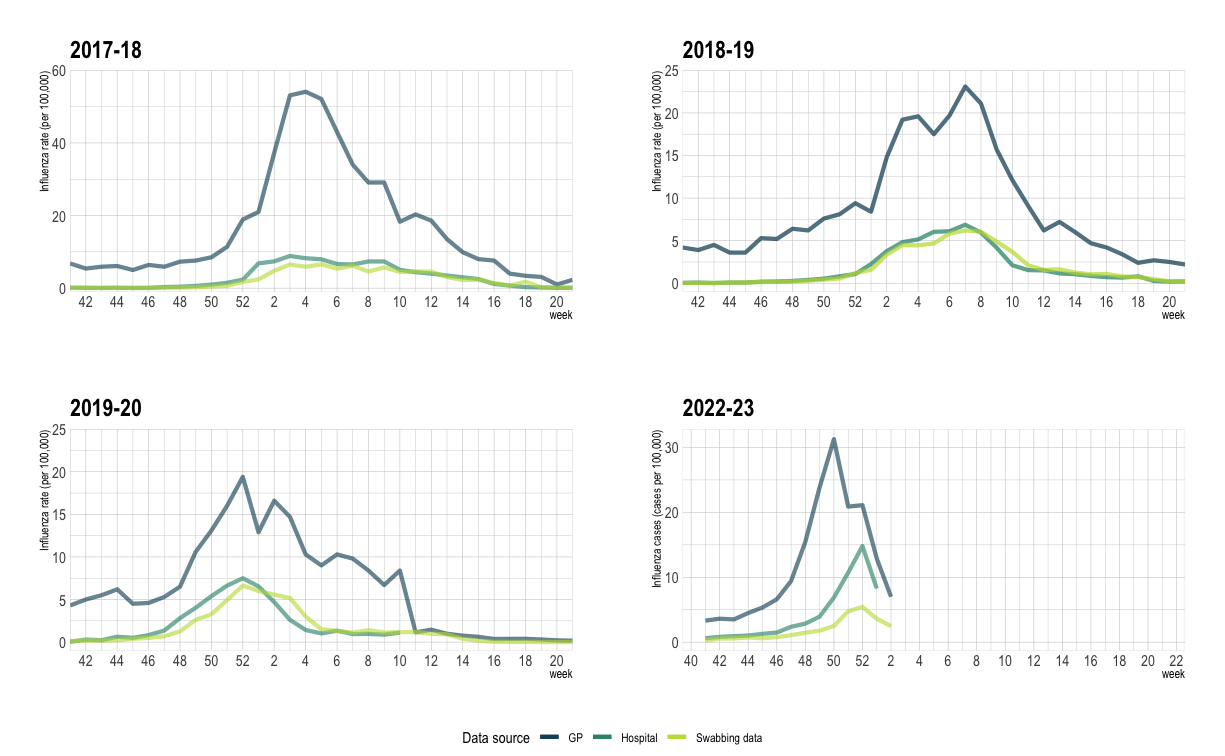 2017-18
Influenza rate (per 100,000)
60
40
20
0
42 44 46 48 50 52 2 4 6 8 10 12 14 16 18 20
week
2018-19
Influenza rate (per 100,000)
25
20
15
10
5
0
42 44 46 48 50 52 2 4 6 8 10 12 14 16 18 20
week
2019-20
Influenza rate (per 100,000)
25
20
15
10
5
0
42 44 46 48 50 52 2 4 6 8 10 12 14 16 18 20
week
2022-23
Influenza cases (cases per 100,000)
30
20
10
0
40 42 44 46 48 50 52 2 4 6 8 10 12 14 16 18 20 22
week
Data source GP Hospital Swabbing data